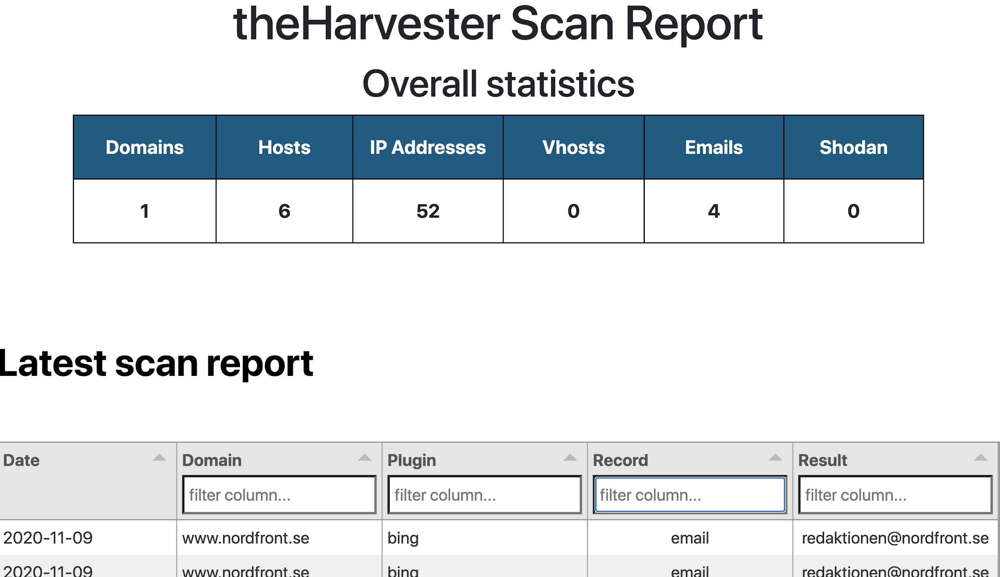 theHarvester Scan Report
Overall statistics
Domains Hosts IP Addresses Vhosts Emails Shodan
1 6 52 0 4 0
Latest scan report
Date Domain Plugin Record Result
filter column... filter column... filter column... filter column...
2020-11-09 www.nordfront.se bing email redaktionen@nordfront.se
2020-11-09 www.nordfront.se bing email redaktionen@nordfront.se